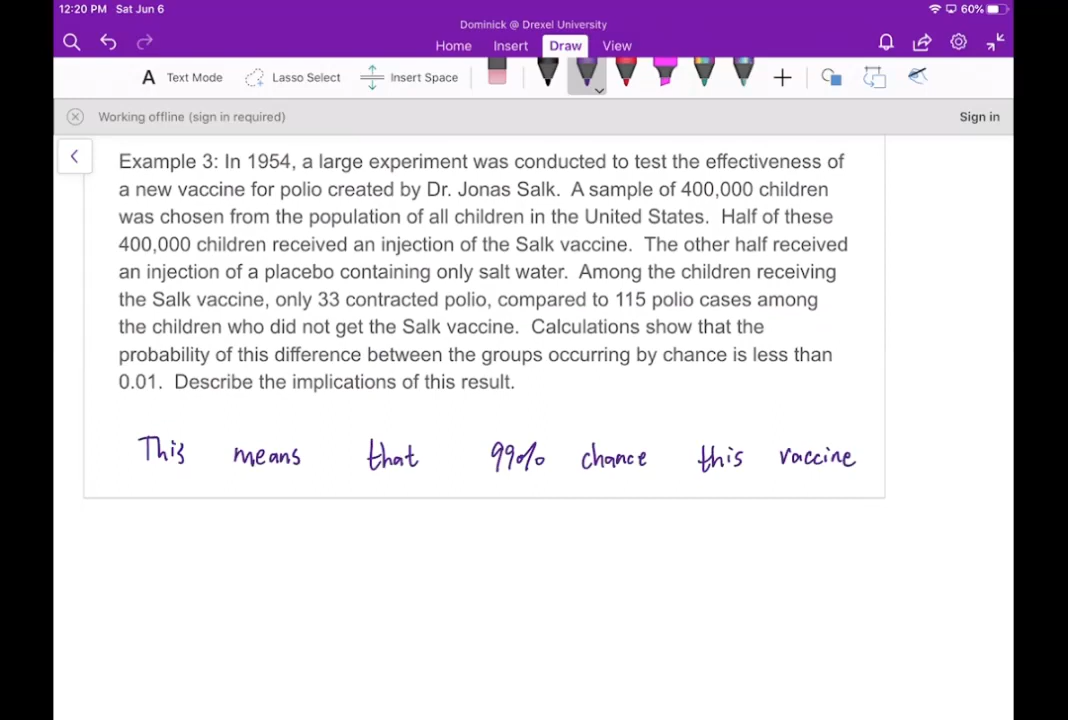 12:20 PM Sat Jun 6
60%
Dominick @ Drexel University
Home Insert Draw View
A Text Mode Lasso Select Insert Space
Working offline (sign in required) Sign in
Example 3: In 1954, a large experiment was conducted to test the effectiveness of
a new vaccine for polio created by Dr. Jonas Salk. A sample of 400,000 children
was chosen from the population of all children in the United States. Half of these
400,000 children received an injection of the Salk vaccine. The other half received
an injection of a placebo containing only salt water. Among the children receiving
the Salk vaccine, only 33 contracted polio, compared to 115 polio cases among
the children who did not get the Salk vaccine. Calculations show that the
probability of this difference between the groups occurring by chance is less than
0.01. Describe the implications of this result.
This means that 99% chance this vaccine